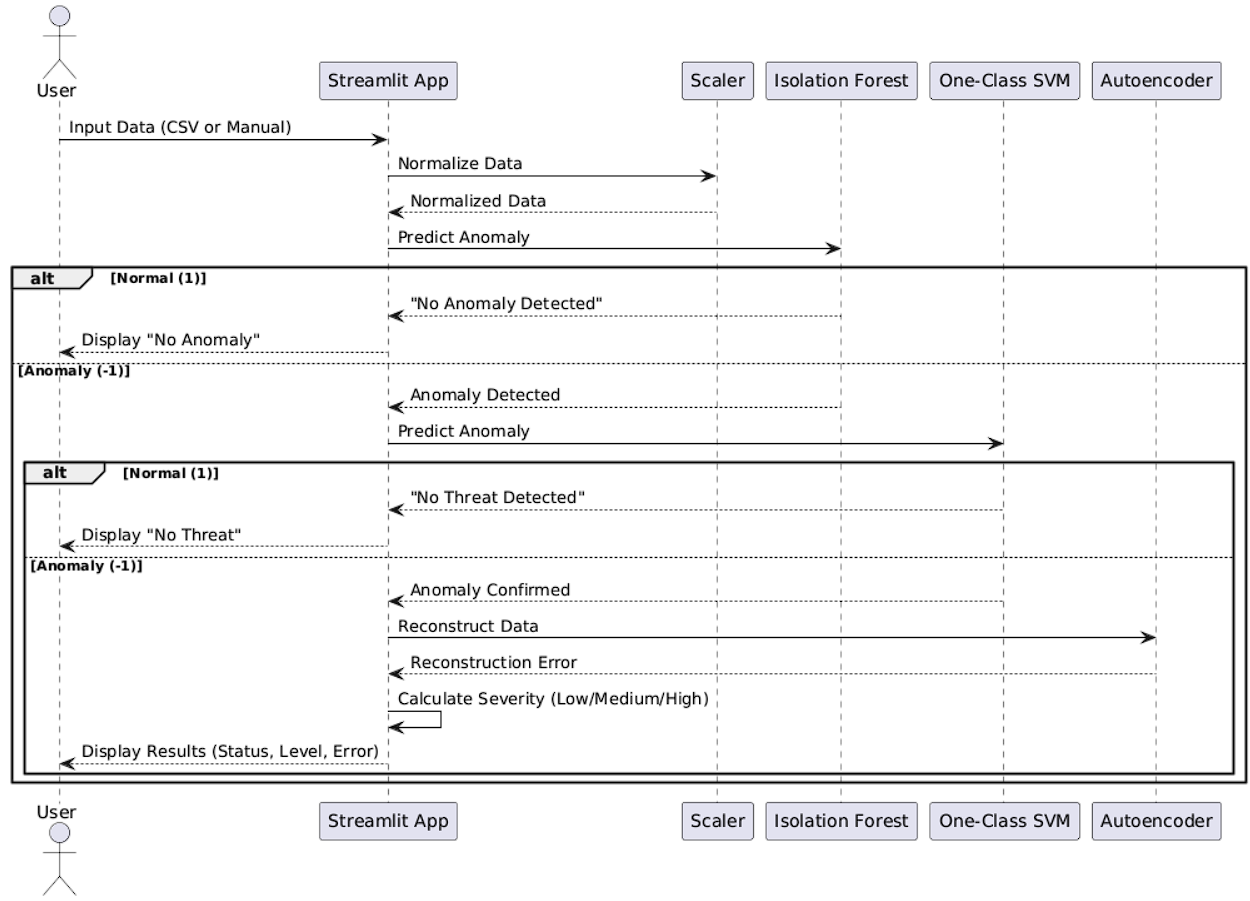 User
Streamlit App
Scaler
Isolation Forest
One-Class SVM
Autoencoder
Input Data (CSV or Manual)
Normalize Data
Normalized Data
Predict Anomaly
alt
[Normal (1)]
"No Anomaly Detected"
Display "No Anomaly"
[Anomaly (-1)]
Anomaly Detected
Predict Anomaly
alt
[Normal (1)]
"No Threat Detected"
Display "No Threat"
[Anomaly (-1)]
Anomaly Confirmed
Reconstruct Data
Reconstruction Error
Calculate Severity (Low/Medium/High)
Display Results (Status, Level, Error)
User
Streamlit App
Scaler
Isolation Forest
One-Class SVM
Autoencoder